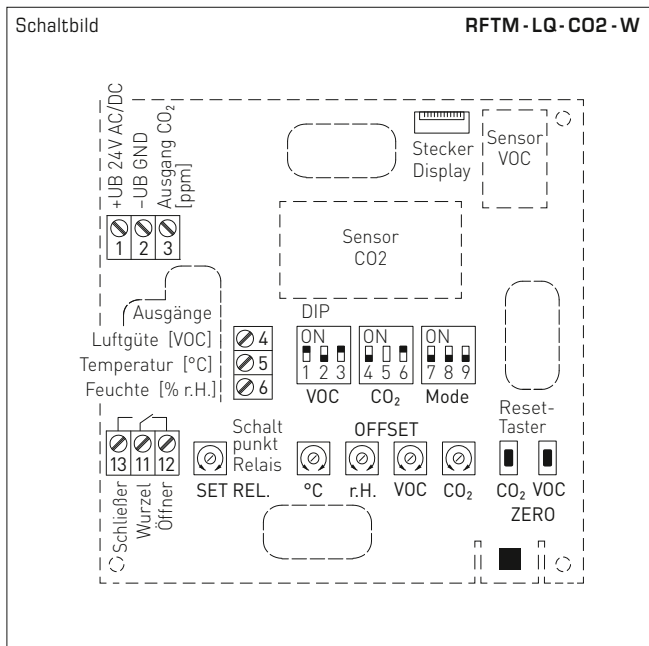 Schaltbild
RFTM-LQ-CO2-W
+UB 24V AC/DC
–UB GND
Ausgang CO₂
[ppm]
1 2 3
Stecker
Display
Sensor
VOC
Sensor
CO2
Ausgänge
Luftgüte [VOC]
Temperatur [°C]
Feuchte [% r.H.]
4
5
6
DIP
ON ON ON
1 2 3 4 5 6 7 8 9
VOC CO₂ Mode
Reset-
Taster
13 11 12
Schließer
Wurzel
Öffner
Schalt
punkt
Relais
OFFSET
SET REL. °C r.H. VOC CO₂ CO₂ VOC
ZERO